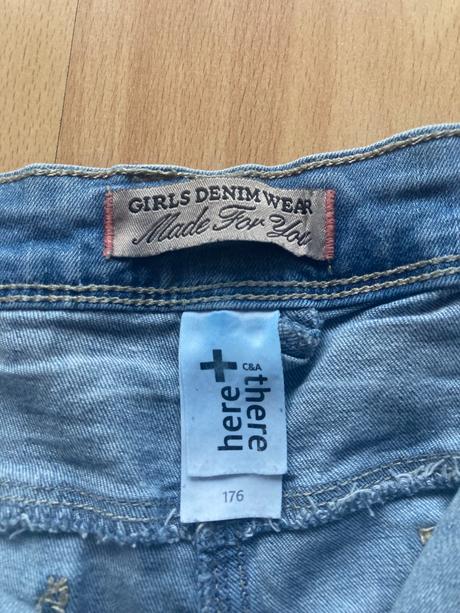 GIRLS DENIM WEAR
Made For You
here + there
C&A
176